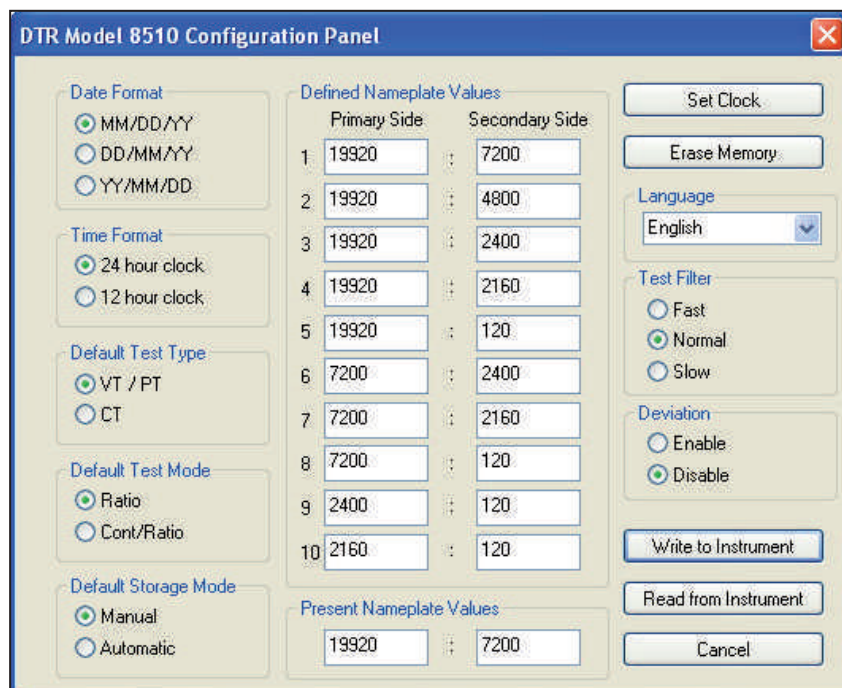 DTR Model 8510 Configuration Panel
Date Format
MM/DD/YY
DD/MM/YY
YY/MM/DD
Time Format
24 hour clock
12 hour clock
Default Test Type
VT / PT
CT
Default Test Mode
Ratio
Cont/Ratio
Default Storage Mode
Manual
Automatic
Defined Nameplate Values
Primary Side Secondary Side
1 19920 : 7200
2 19920 : 4800
3 19920 : 2400
4 19920 : 2160
5 19920 : 120
6 7200 : 2400
7 7200 : 2160
8 7200 : 120
9 2400 : 120
10 2160 : 120
Present Nameplate Values
19920 : 7200
Set Clock
Erase Memory
Language
English
Test Filter
Fast
Normal
Slow
Deviation
Enable
Disable
Write to Instrument
Read from Instrument
Cancel